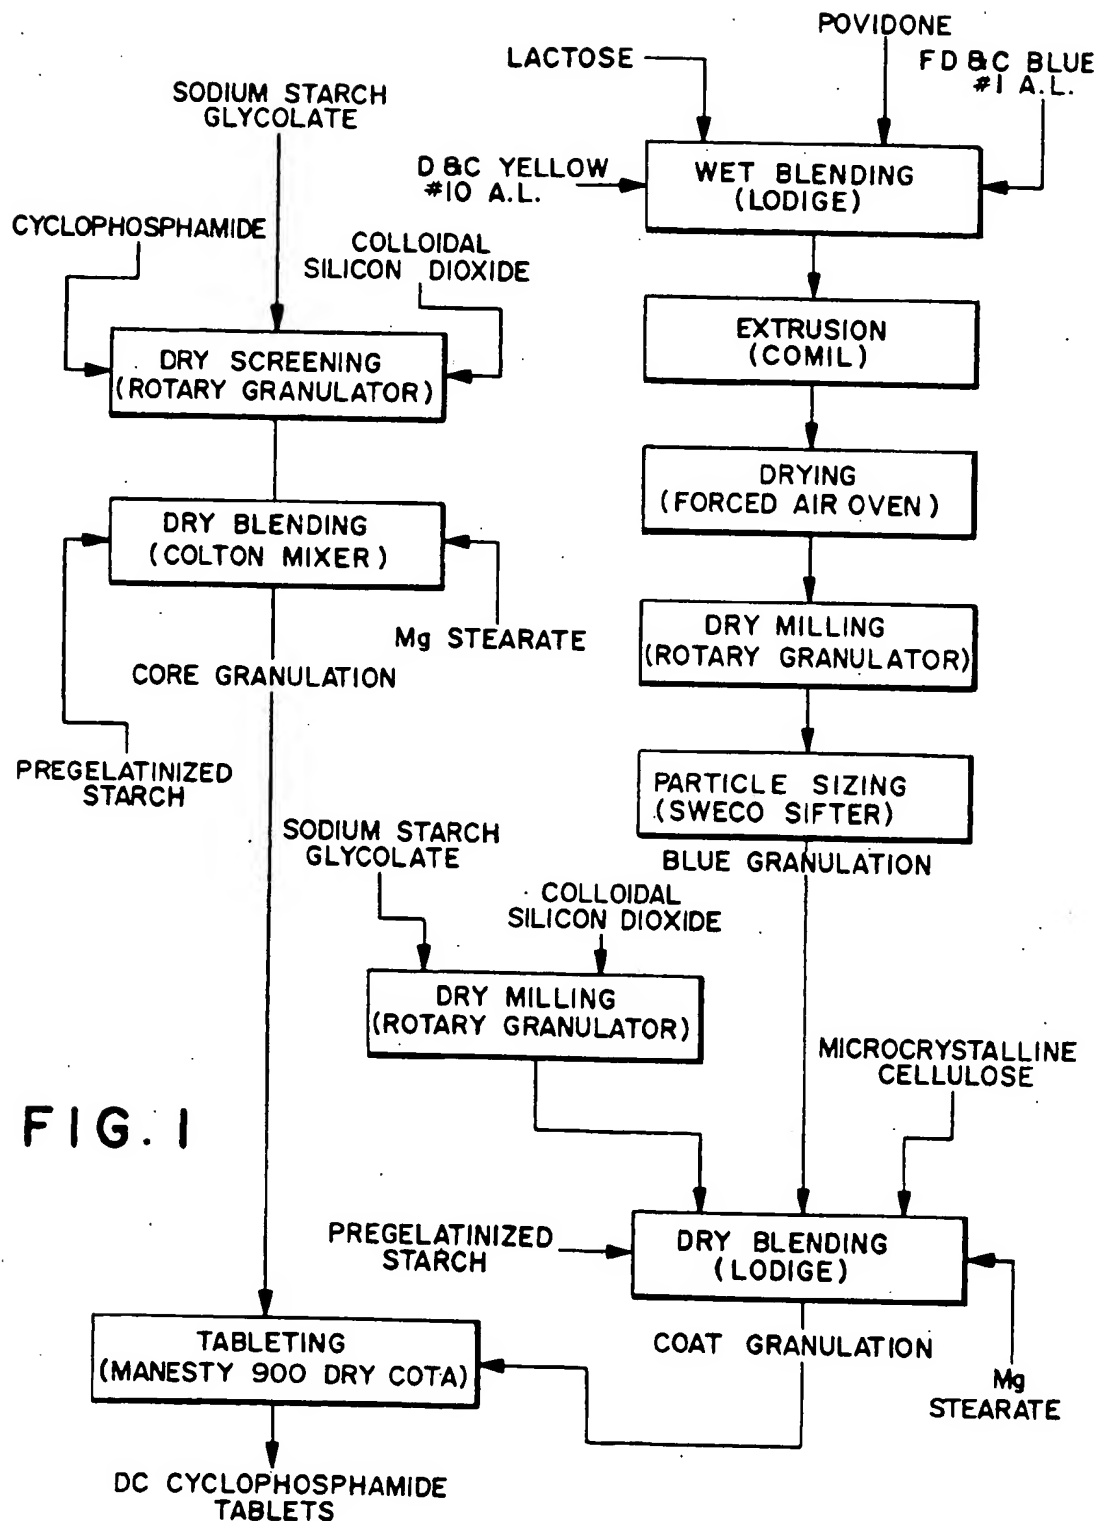 POVIDONE
LACTOSE
FD&C BLUE
#1 A.L.
SODIUM STARCH
GLYCOLATE
D&C YELLOW
#10 A.L.
WET BLENDING
(LODIGE)
CYCLOPHOSPHAMIDE
COLLOIDAL
SILICON DIOXIDE
EXTRUSION
(COMIL)
DRY SCREENING
(ROTARY GRANULATOR)
DRYING
(FORCED AIR OVEN)
DRY BLENDING
(COLTON MIXER)
Mg STEARATE
DRY MILLING
(ROTARY GRANULATOR)
CORE GRANULATION
PREGELATINIZED
STARCH
PARTICLE SIZING
(SWECO SIFTER)
BLUE GRANULATION
SODIUM STARCH
GLYCOLATE
COLLOIDAL
SILICON DIOXIDE
DRY MILLING
(ROTARY GRANULATOR)
MICROCRYSTALLINE
CELLULOSE
FIG. 1
PREGELATINIZED
STARCH
DRY BLENDING
(LODIGE)
COAT GRANULATION
Mg
STEARATE
TABLETING
(MANESTY 900 DRY COTA)
DC CYCLOPHOSPHAMIDE
TABLETS